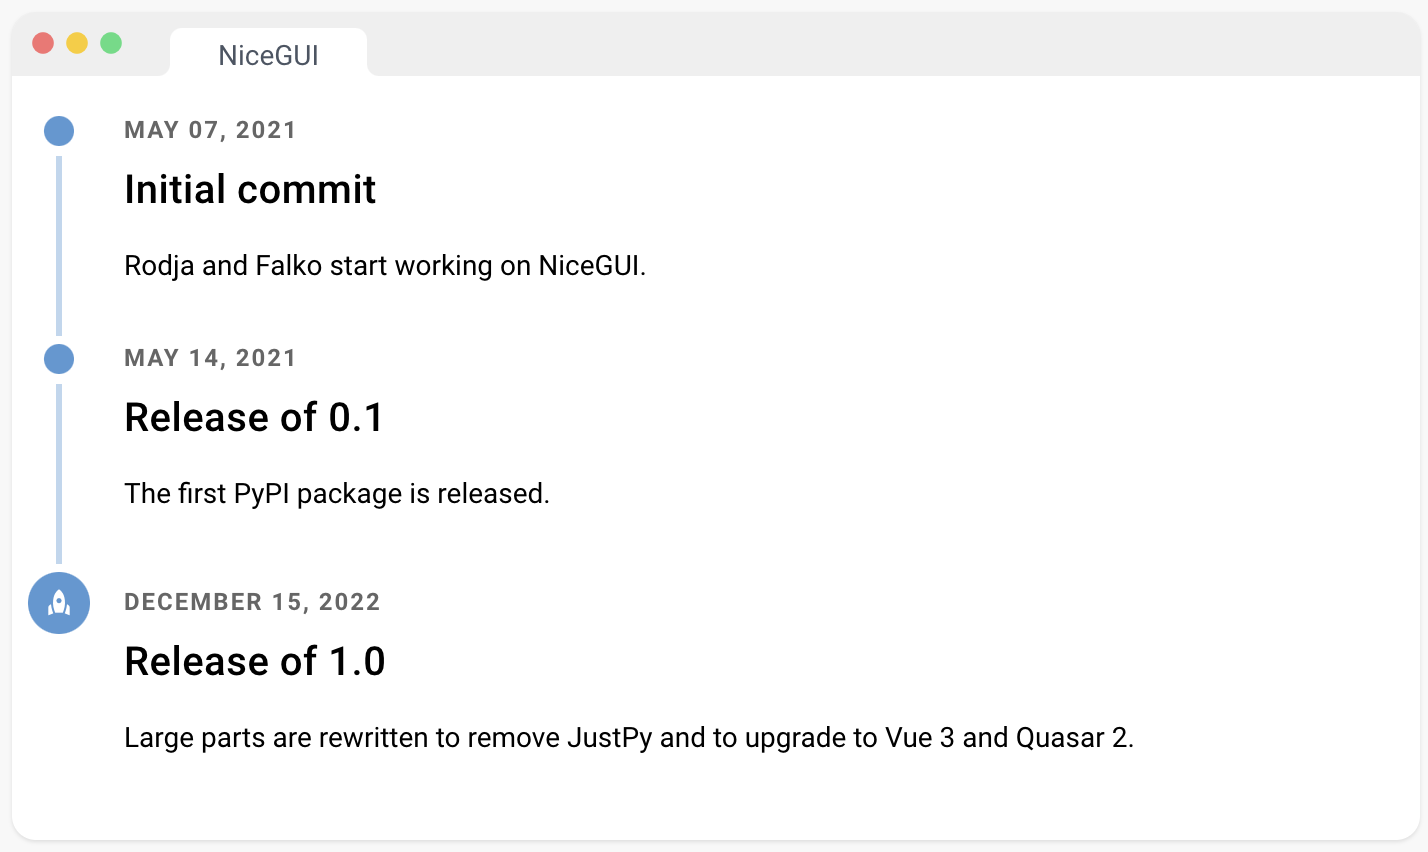 NiceGUI
MAY 07, 2021
Initial commit
Rodja and Falko start working on NiceGUI.
MAY 14, 2021
Release of 0.1
The first PyPI package is released.
DECEMBER 15, 2022
Release of 1.0
Large parts are rewritten to remove JustPy and to upgrade to Vue 3 and Quasar 2.